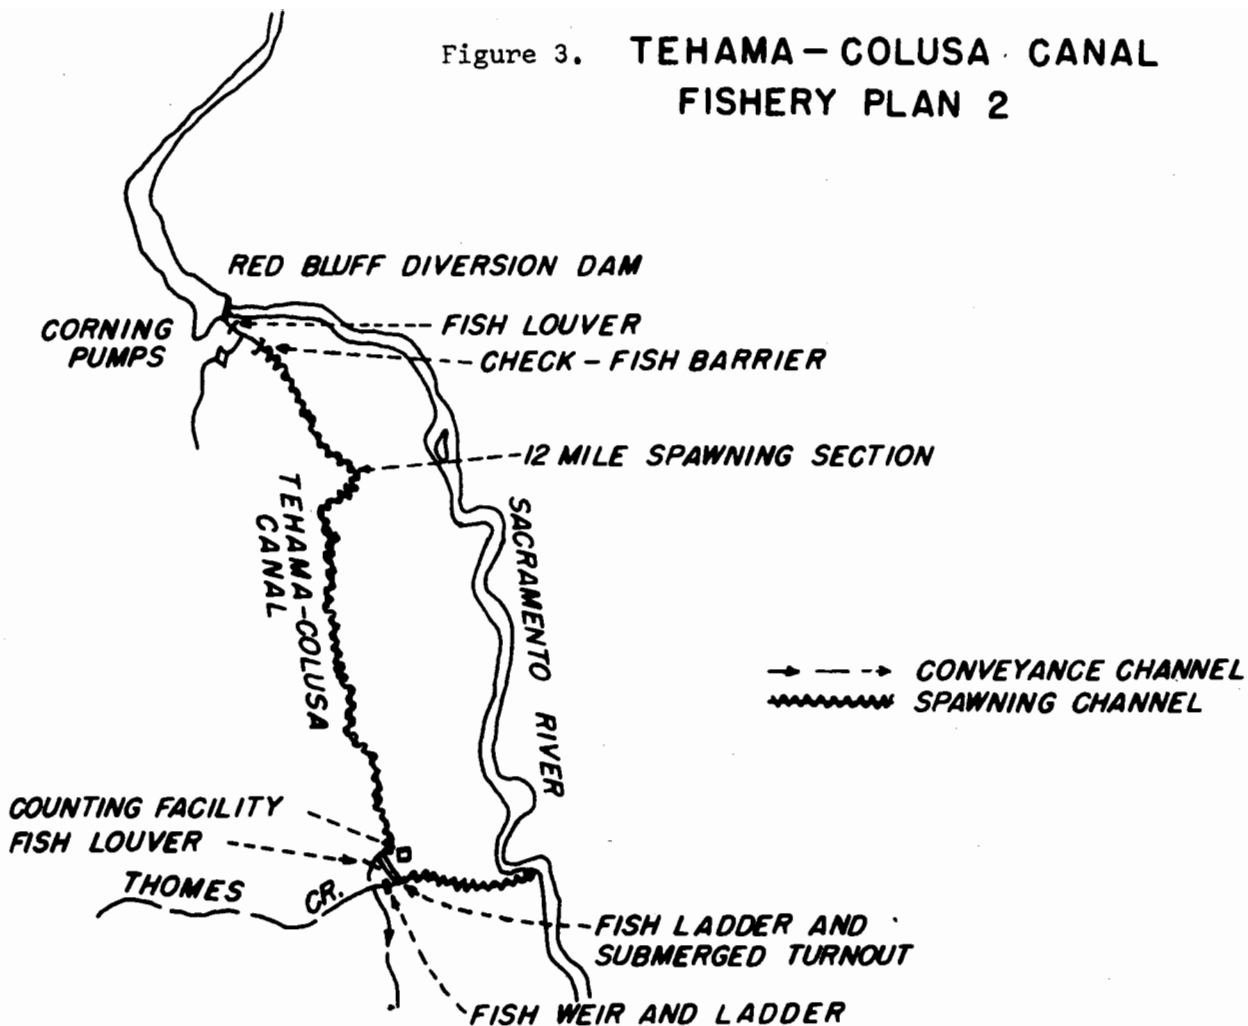 Figure 3. TEHAMA-COLUSA CANAL
FISHERY PLAN 2
RED BLUFF DIVERSION DAM
CORNING
PUMPS
FISH LOUVER
CHECK-FISH BARRIER
12 MILE SPAWNING SECTION
TEHAMA-COLUSA
CANAL
SACRAMENTO RIVER
CONVEYANCE CHANNEL
SPAWNING CHANNEL
COUNTING FACILITY
FISH LOUVER
THOMES CR.
FISH LADDER AND
SUBMERGED TURNOUT
FISH WEIR AND LADDER